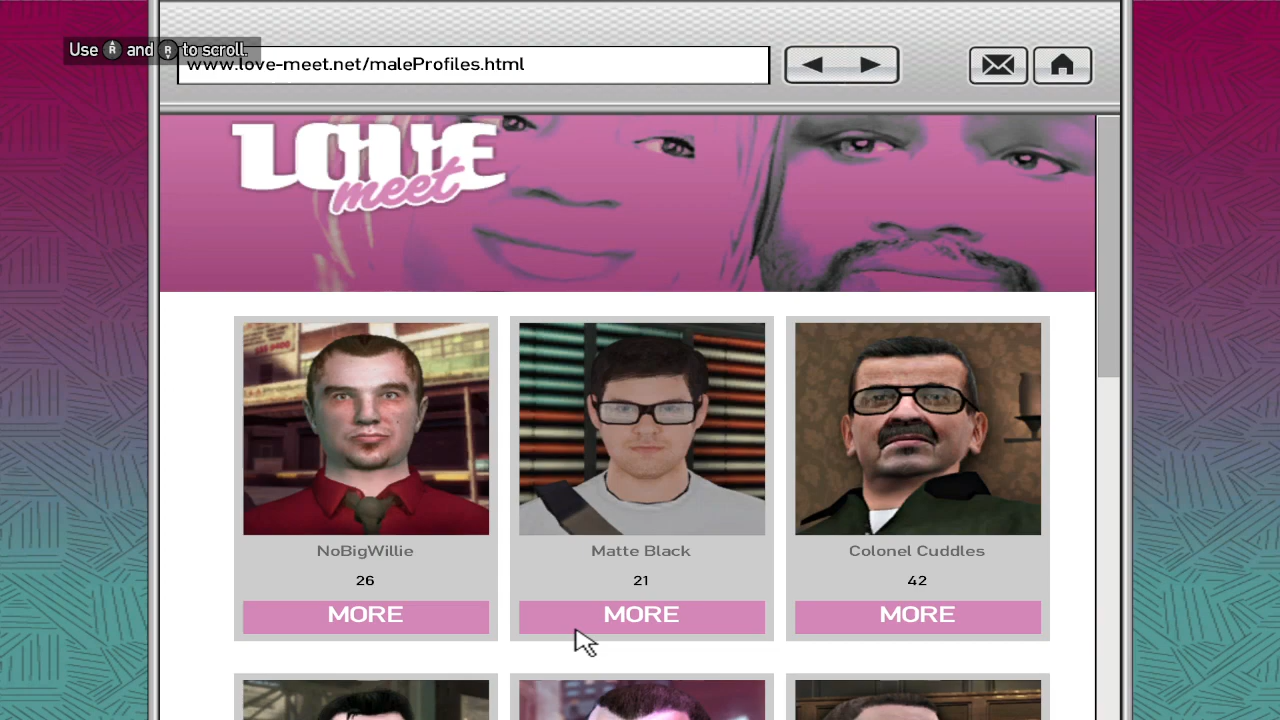 Use R and R to scroll.
www.love-meet.net/maleProfiles.html
LOVE
meet
NoBigWillie
Matte Black
Colonel Cuddles
26
21
42
MORE
MORE
MORE